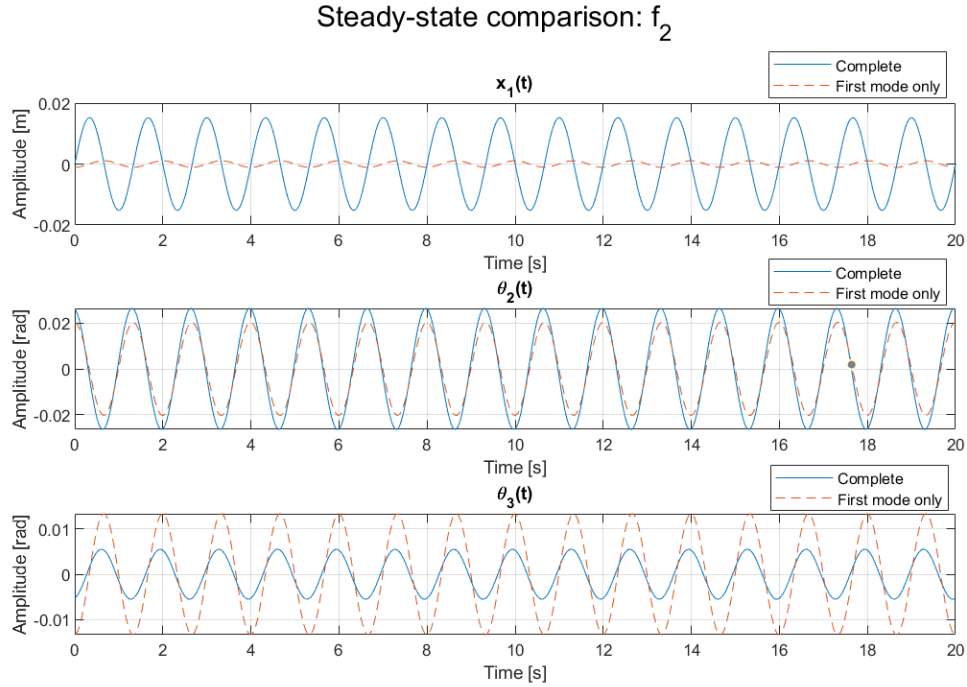 Steady-state comparison: f2
Complete
First mode only
x1(t)
Amplitude [m]
0.02
0
-0.02
0 2 4 6 8 10 12 14 16 18 20
Time [s]
Complete
First mode only
θ2(t)
Amplitude [rad]
0.02
0
-0.02
0 2 4 6 8 10 12 14 16 18 20
Time [s]
Complete
First mode only
θ3(t)
Amplitude [rad]
0.01
0
-0.01
0 2 4 6 8 10 12 14 16 18 20
Time [s]